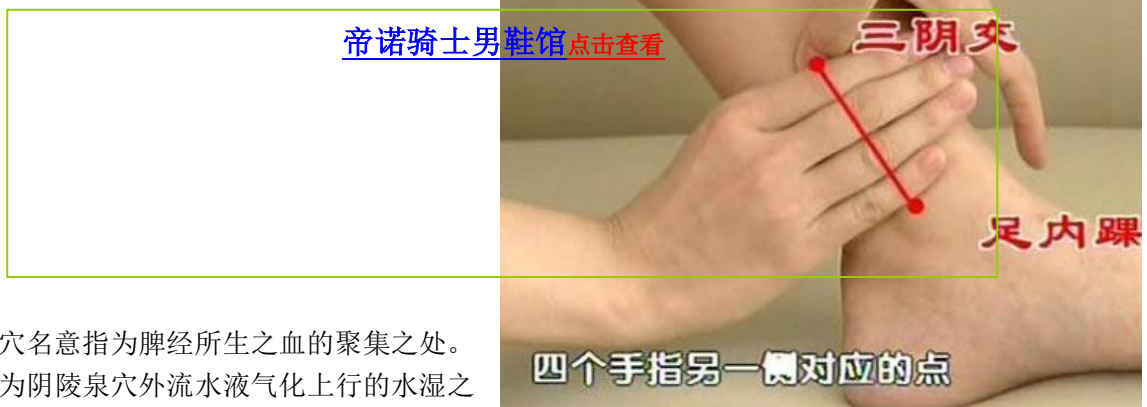 帝诺骑士男鞋馆点击查看
三阴交
足内踝
穴名意指为脾经所生之血的聚集之处。
为阴陵泉穴外流水液气化上行的水湿之
四个手指另一侧对应的点